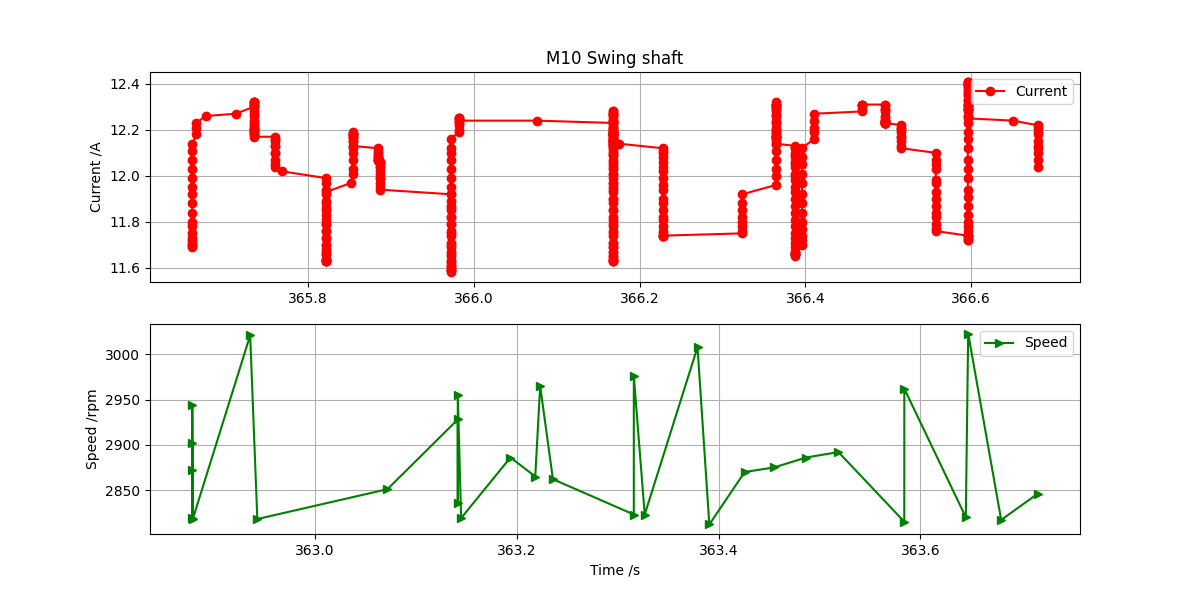 M10 Swing shaft
12.4
12.2
12.0
11.8
11.6
Current /A
Current
365.8 366.0 366.2 366.4 366.6
3000
2950
2900
2850
Speed /rpm
Speed
363.0 363.2 363.4 363.6
Time /s